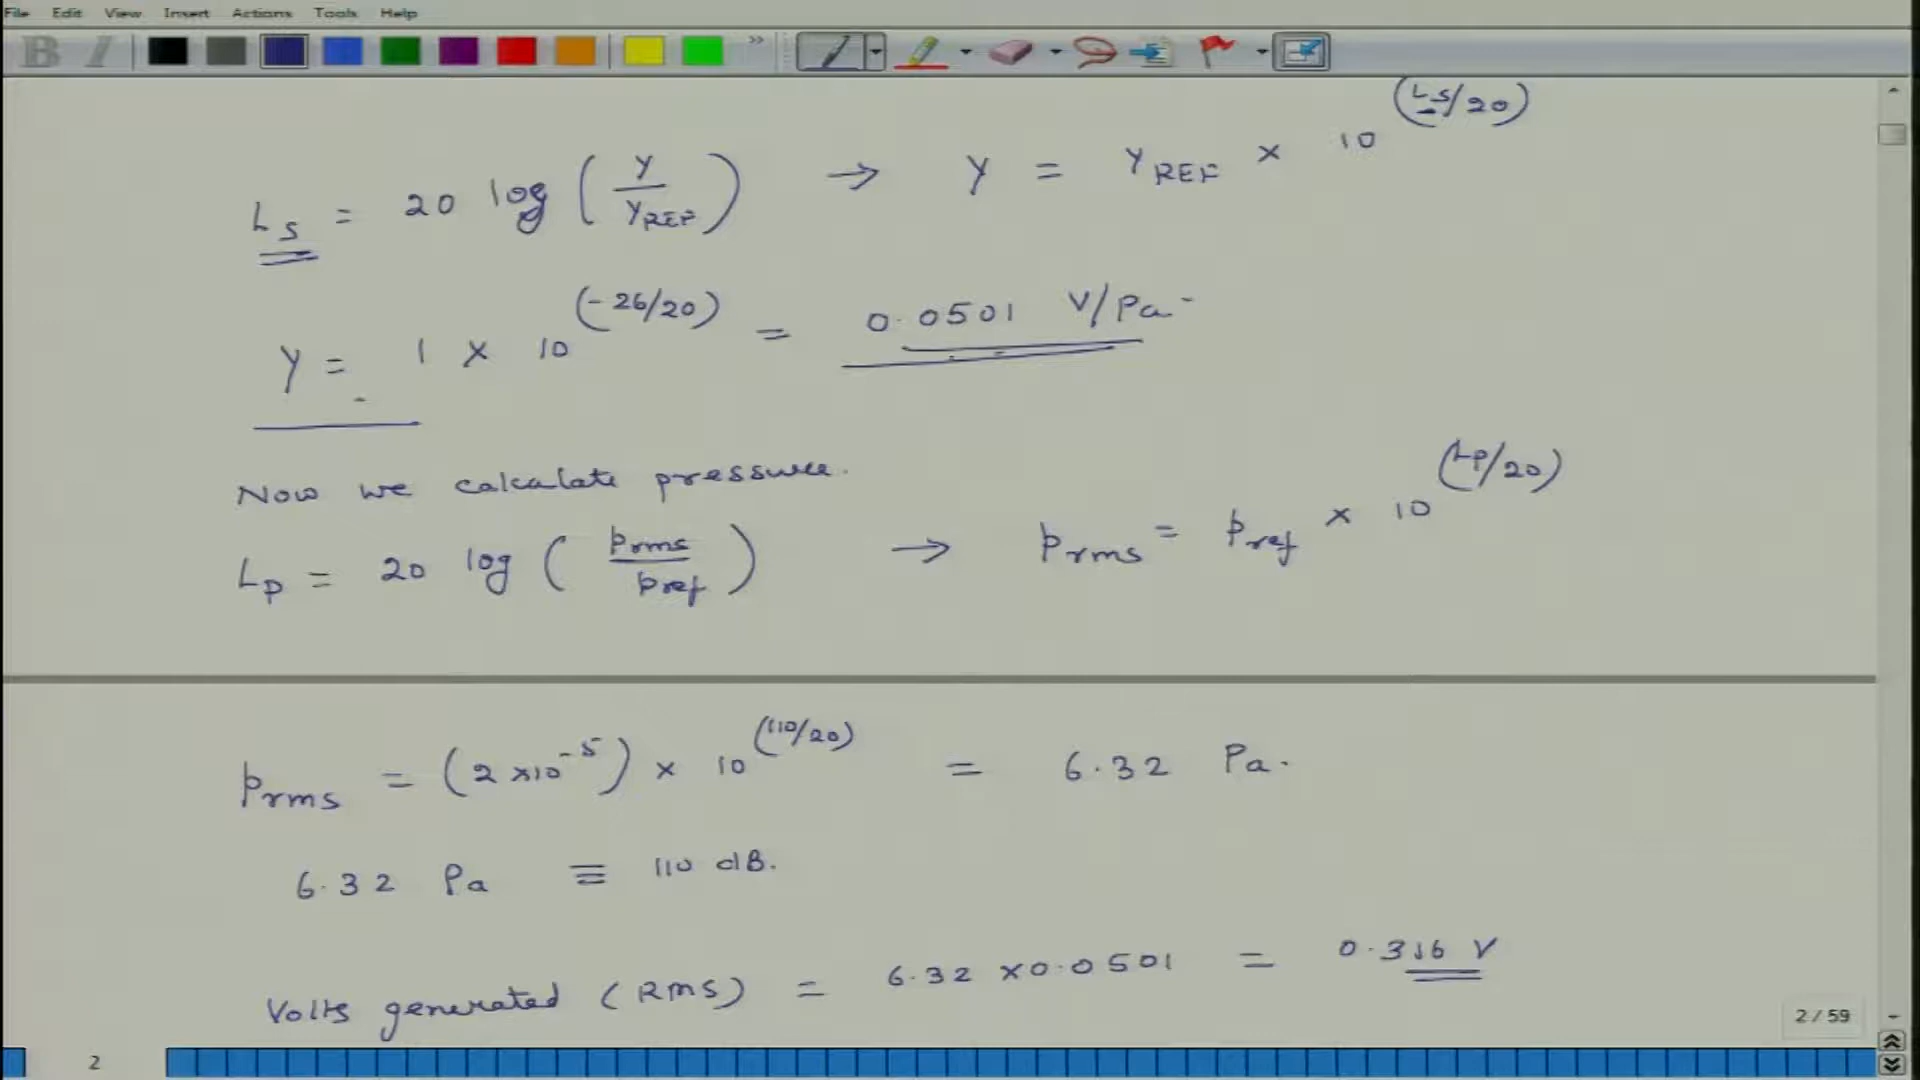 File Edit View Insert Actions Tools Help
B I
Ls = 20 log (Y/YREF) → Y = YREF × 10^(Ls/20)
Y = 1 × 10^(-26/20) = 0.0501 V/Pa
Now we calculate pressure.
Lp = 20 log (Prms/Pref) → Prms = Pref × 10^(Lp/20)
Prms = (2×10^-5) × 10^(110/20) = 6.32 Pa.
6.32 Pa ≡ 110 dB.
Volts generated (RMS) = 6.32 × 0.0501 = 0.316 V
2 / 59
2